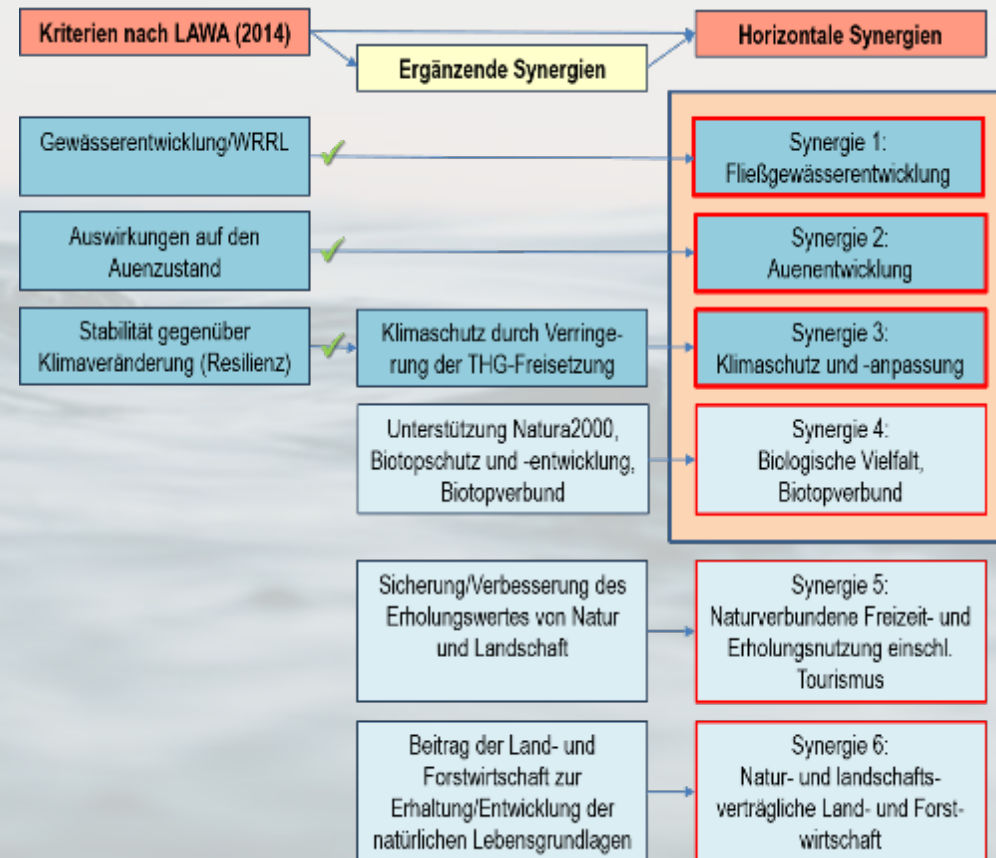 Kriterien nach LAWA (2014)
Horizontale Synergien
Ergänzende Synergien
Gewässerentwicklung/WRRL
Synergie 1:
Fließgewässerentwicklung
Auswirkungen auf den
Auenzustand
Synergie 2:
Auenentwicklung
Stabilität gegenüber
Klimaveränderung (Resilienz)
Klimaschutz durch Verringe-
rung der THG-Freisetzung
Synergie 3:
Klimaschutz und -anpassung
Unterstützung Natura2000,
Biotopschutz und -entwicklung,
Biotopverbund
Synergie 4:
Biologische Vielfalt,
Biotopverbund
Sicherung/Verbesserung des
Erholungswertes von Natur
und Landschaft
Synergie 5:
Naturverbundene Freizeit- und
Erholungsnutzung einschl.
Tourismus
Beitrag der Land- und
Forstwirtschaft zur
Erhaltung/Entwicklung der
natürlichen Lebensgrundlagen
Synergie 6:
Natur- und landschafts-
verträgliche Land- und Forst-
wirtschaft